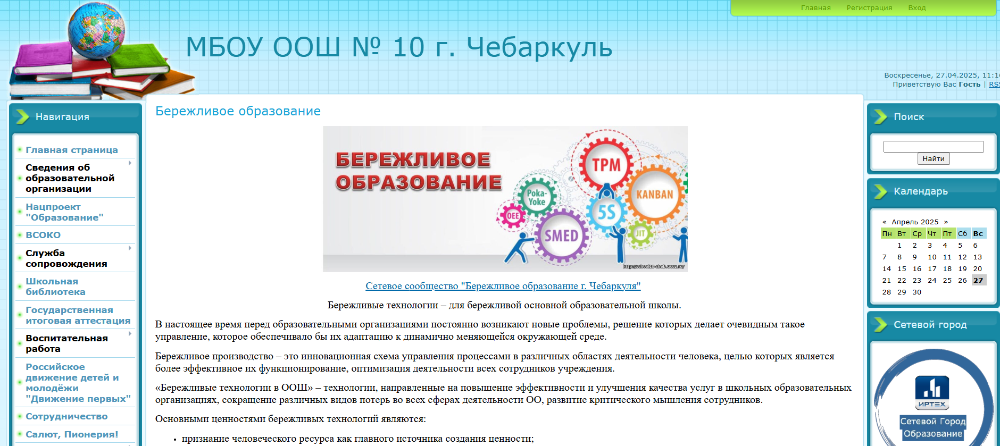 Главная Регистрация Вход
МБОУ ООШ № 10 г. Чебаркуль
Воскресенье, 27.04.2025, 11:1
Приветствую Вас Гость | RSS
Навигация
Главная страница
Сведения об
образовательной
организации
Нацпроект
"Образование"
ВСОКО
Служба
сопровождения
Школьная
библиотека
Государственная
итоговая аттестация
Воспитательная
работа
Российское
движение детей и
молодёжи
"Движение первых"
Сотрудничество
Салют, Пионерия!
Бережливое образование
БЕРЕЖЛИВОЕ
ОБРАЗОВАНИЕ
TPM
Poka-
Yoke
KANBAN
OEE
5S
SMED
JIT
http://school10-cheb.ucoz.ru/
Сетевое сообщество "Бережливое образование г. Чебаркуля"
Бережливые технологии – для бережливой основной образовательной школы.
В настоящее время перед образовательными организациями постоянно возникают новые проблемы, решение которых делает очевидным такое
управление, которое обеспечивало бы их адаптацию к динамично меняющейся окружающей среде.
Бережливое производство – это инновационная схема управления процессами в различных областях деятельности человека, целью которых является
более эффективное их функционирование, оптимизация деятельности всех сотрудников учреждения.
«Бережливые технологии в ООШ» – технологии, направленные на повышение эффективности и улучшения качества услуг в школьных образовательных
организациях, сокращение различных видов потерь во всех сферах деятельности ОО, развитие критического мышления сотрудников.
Основными ценностями бережливых технологий являются:
• признание человеческого ресурса как главного источника создания ценности;
Поиск
Найти
Календарь
« Апрель 2025 »
Пн Вт Ср Чт Пт Сб Вс
1 2 3 4 5 6
7 8 9 10 11 12 13
14 15 16 17 18 19 20
21 22 23 24 25 26 27
28 29 30
Сетевой город
ИРТЕХ
Сетевой Город
Образование